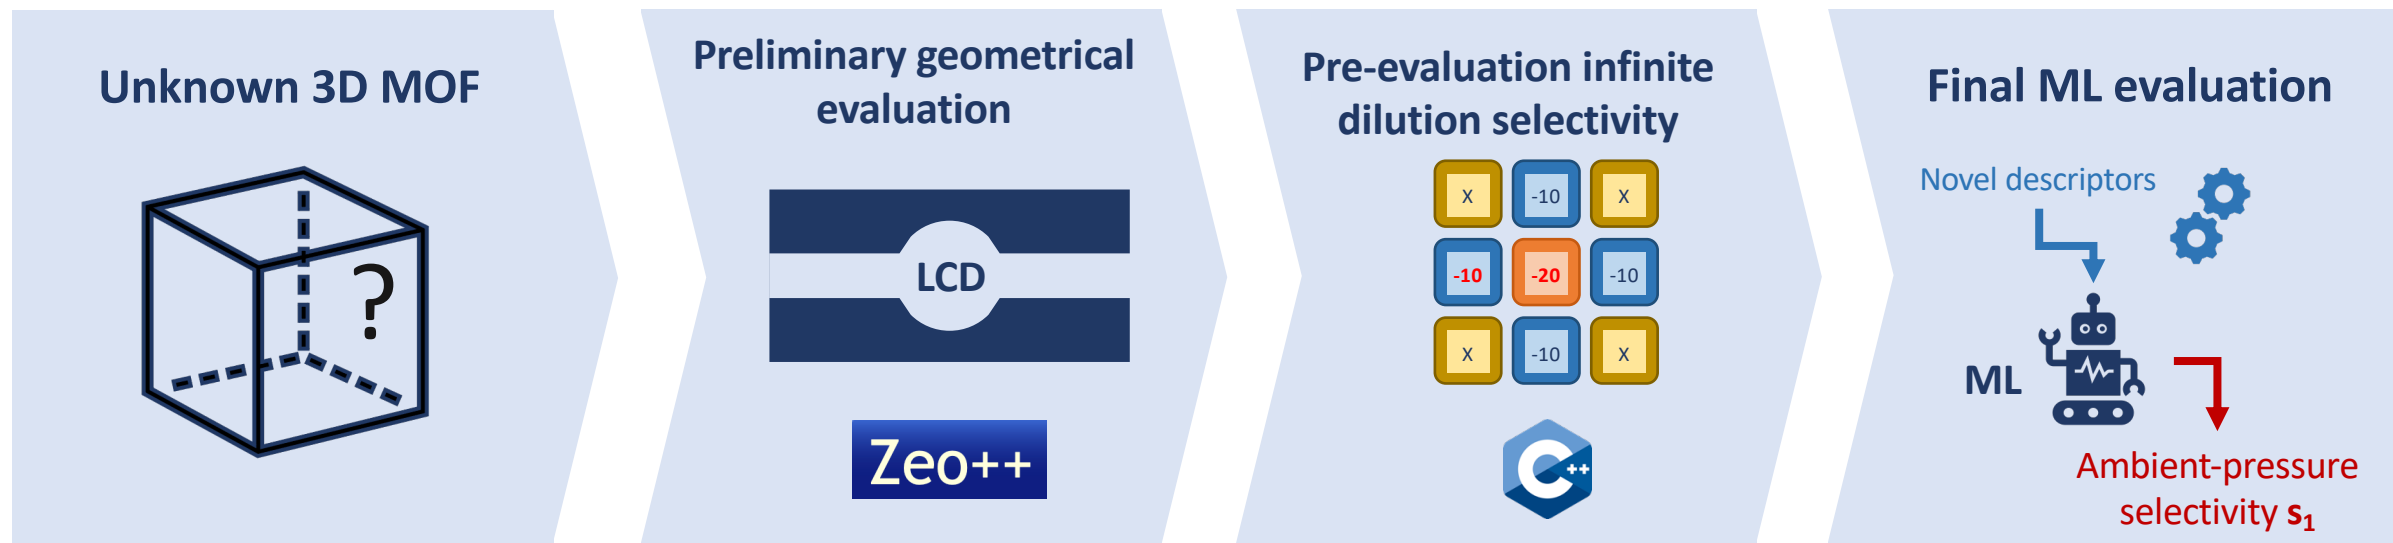 Unknown 3D MOF
?
Preliminary geometrical
evaluation
LCD
Zeo++
Pre-evaluation infinite
dilution selectivity
X -10 X
-10 -20 -10
X -10 X
C++
Final ML evaluation
Novel descriptors
ML
Ambient-pressure
selectivity s₁